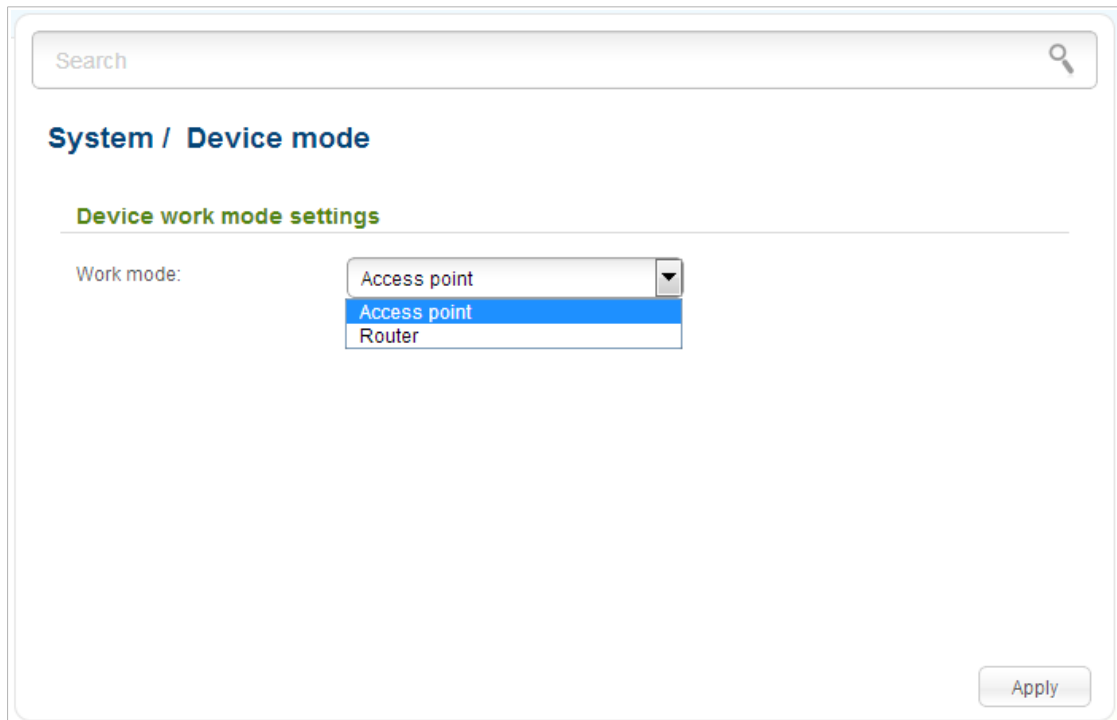 Search
System / Device mode
Device work mode settings
Work mode:
Access point
Access point
Router
Apply